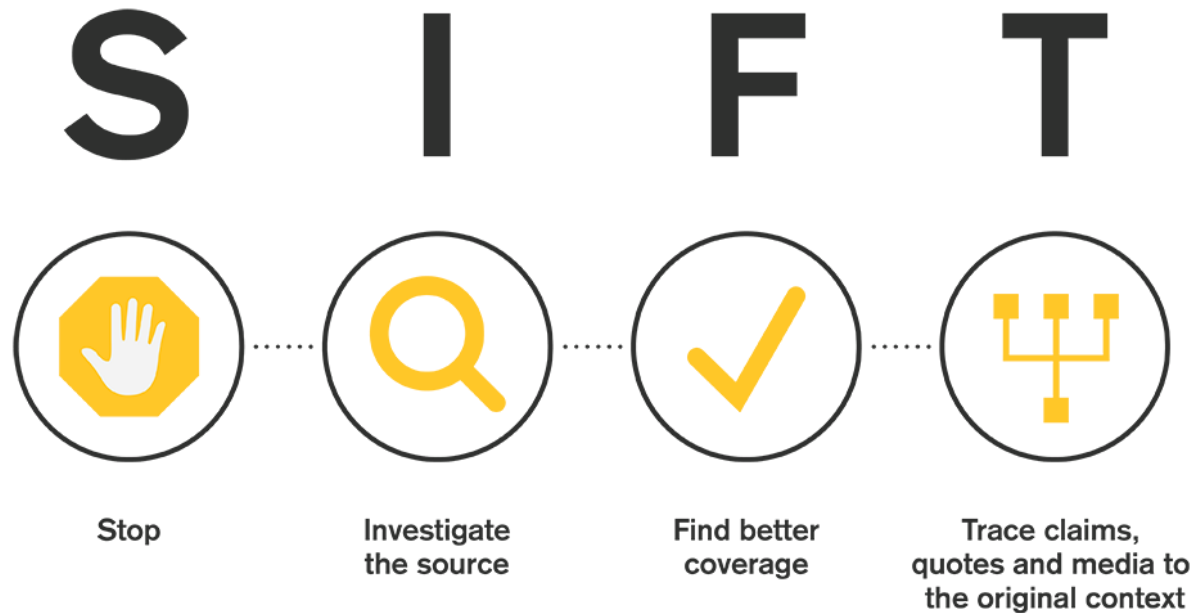 S I F T
Stop
Investigate
the source
Find better
coverage
Trace claims,
quotes and media to
the original context